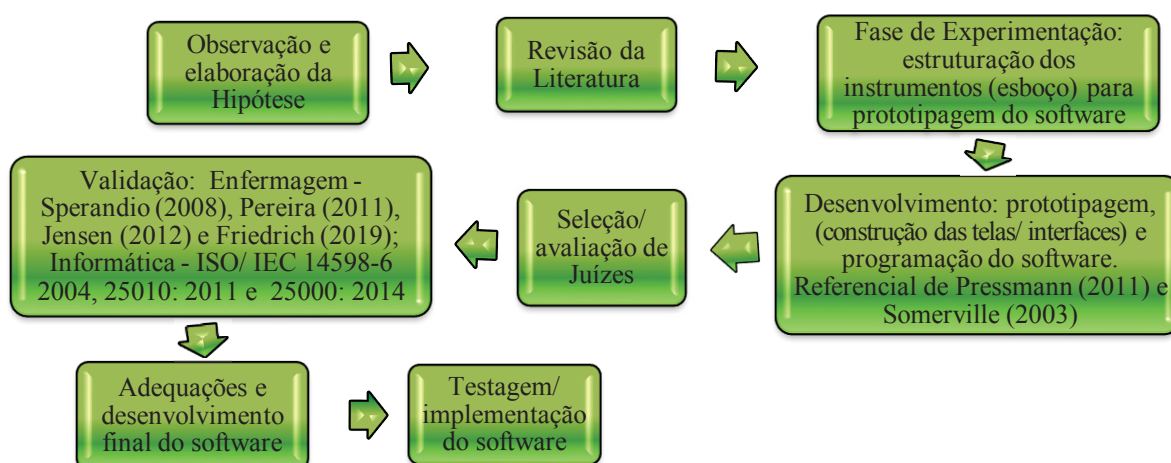 Observação e
elaboração da
Hipótese
Revisão da
Literatura
Fase de Experimentação:
estruturação dos
instrumentos (esboço) para
prototipagem do software
Desenvolvimento: prototipagem,
(construção das telas/ interfaces) e
programação do software.
Referencial de Pressmann (2011) e
Somerville (2003)
Seleção/
avaliação de
Juízes
Validação: Enfermagem -
Sperandio (2008), Pereira (2011),
Jensen (2012) e Friedrich (2019);
Informática - ISO/ IEC 14598-6
2004, 25010: 2011 e 25000: 2014
Adequações e
desenvolvimento
final do software
Testagem/
implementação
do software